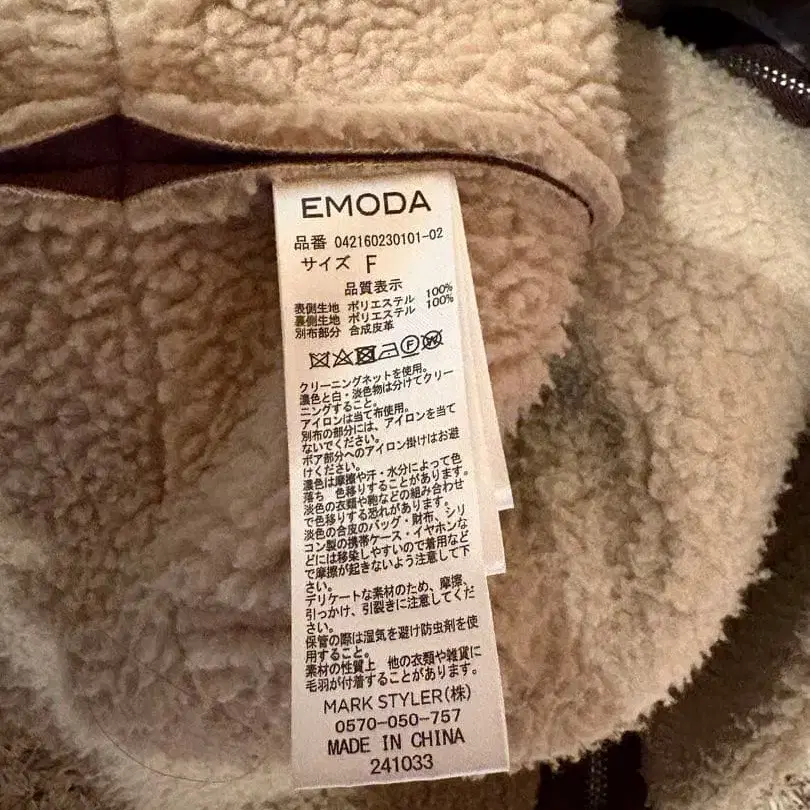 EMODA
品番 042160230101-02
サイズ F
品質表示
表側生地 ポリエステル 100%
裏側生地 ポリエステル 100%
別布部分 合成皮革
クリーニングネットを使用。
濃色と白・淡色物は分けてクリー
ニングすること。
アイロンは当て布使用。
別布の部分には、アイロンを当て
ないでください。
ボア部分へのアイロン掛けはお避
けください。
濃色は摩擦や汗・水分によって色
落ち 色移りすることがあります。
淡色の衣類や鞄などの組み合わせ
で色移りする恐れがあります。
淡色の合皮のバッグ・財布、シリ
コン製の携帯ケース・イヤホンな
どには移染しやすいので着用など
で摩擦が起きないよう注意して下
さい。
デリケートな素材のため、摩擦、
引っかけ、引裂きに注意してくだ
さい。
保管の際は湿気を避け防虫剤を使
用すること。
素材の性質上 他の衣類や雑貨に
毛羽が付着することがあります。
MARK STYLER(株)
0570-050-757
MADE IN CHINA
241033